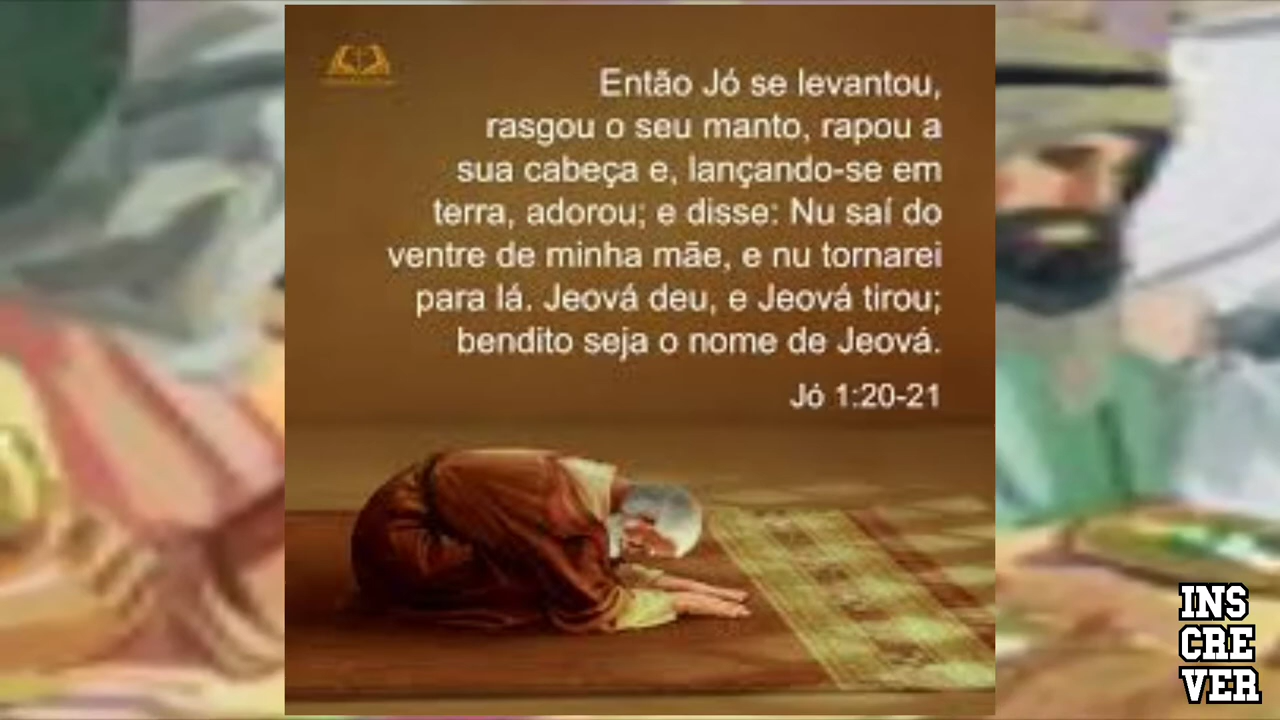 Então Jó se levantou,
rasgou o seu manto, rapou a
sua cabeça e, lançando-se em
terra, adorou; e disse: Nu saí do
ventre de minha mãe, e nu tornarei
para lá. Jeová deu, e Jeová tirou;
bendito seja o nome de Jeová.
Jó 1:20-21
INS
CRE
VER